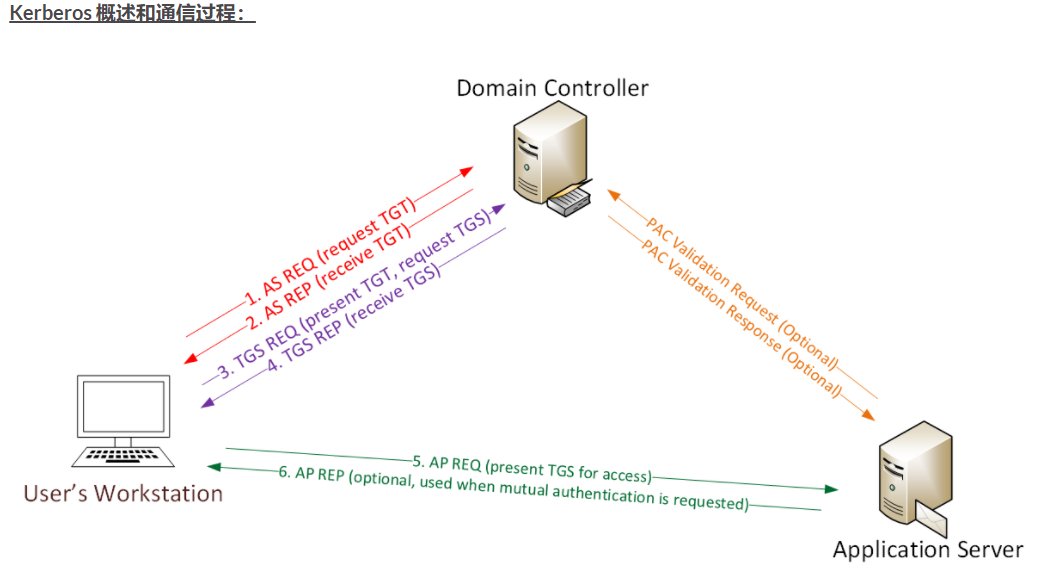 Kerberos 概述和通信过程：
Domain Controller
1. AS REQ (request TGT)
2. AS REP (receive TGT)
3. TGS REQ (present TGT, request TGS)
4. TGS REP (receive TGS)
PAC Validation Request (Optional)
PAC Validation Response (Optional)
5. AP REQ (present TGS for access)
6. AP REP (optional, used when mutual authentication is requested)
User's Workstation
Application Server